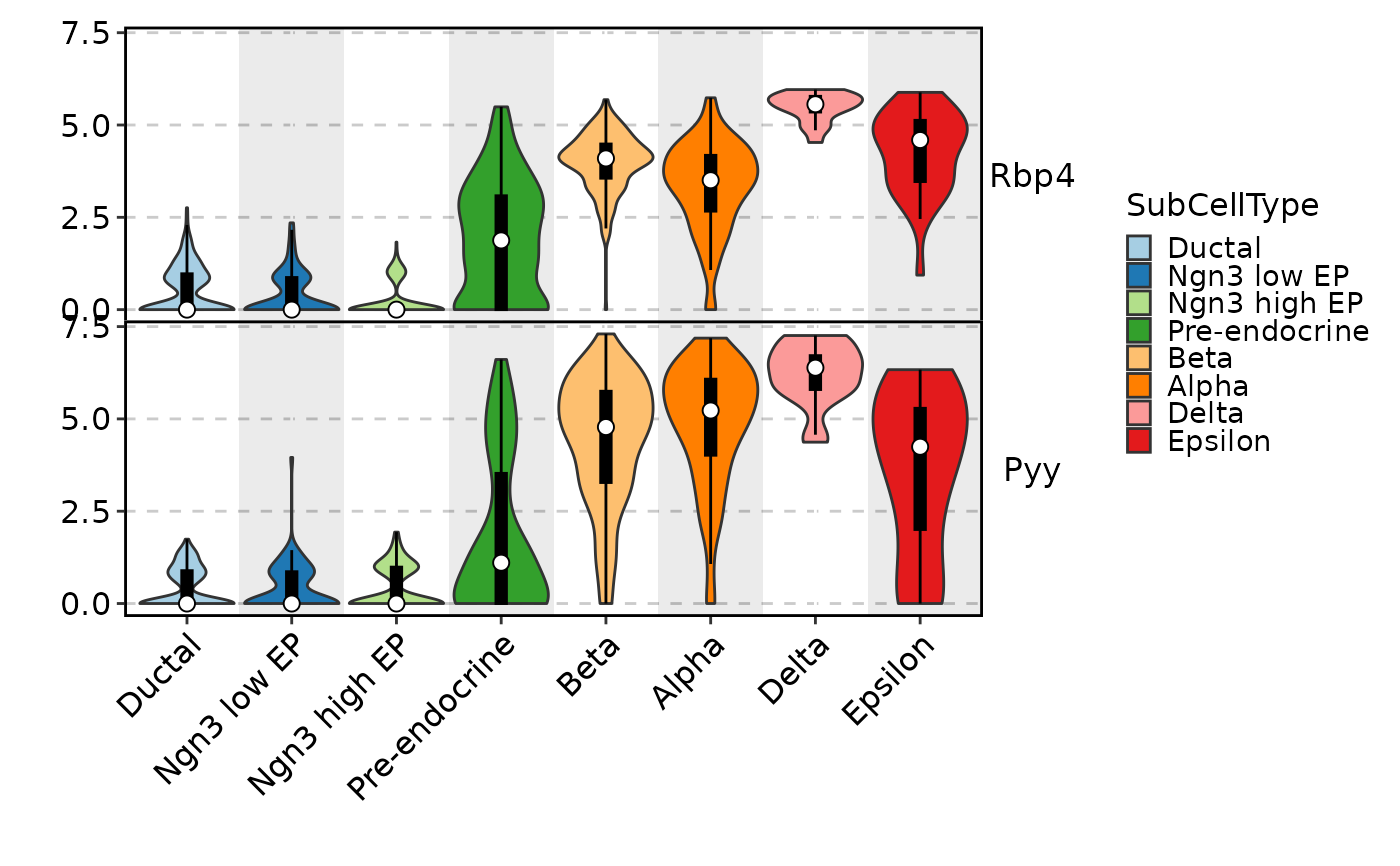 7.5
5.0
2.5
0.0
Rbp4
7.5
5.0
2.5
0.0
Pyy
Ductal
Ngn3 low EP
Ngn3 high EP
Pre-endocrine
Beta
Alpha
Delta
Epsilon
SubCellType
Ductal
Ngn3 low EP
Ngn3 high EP
Pre-endocrine
Beta
Alpha
Delta
Epsilon